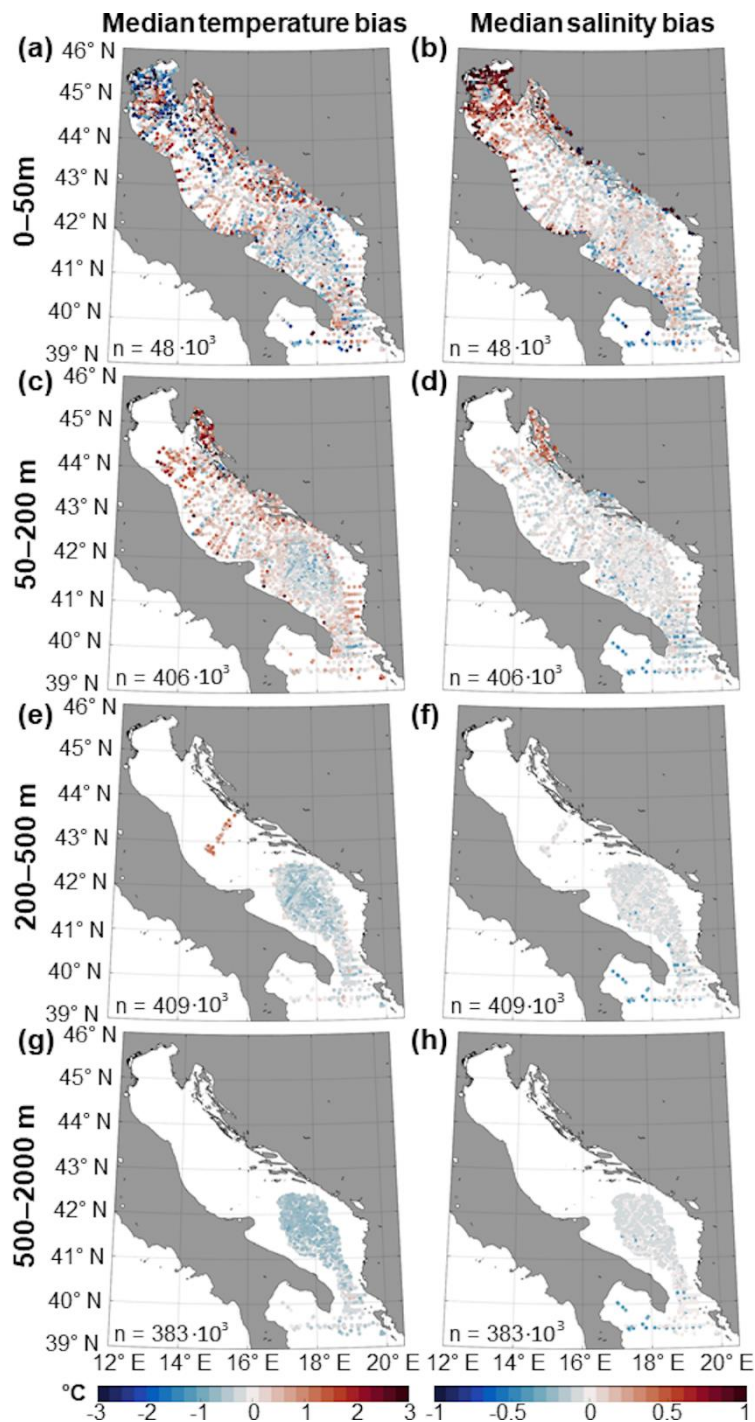 Median temperature bias Median salinity bias
(a) (b)
46° N
45° N
44° N
43° N
42° N
41° N
40° N
39° N
0–50m
n = 48·10³ n = 48·10³
(c) (d)
46° N
45° N
44° N
43° N
42° N
41° N
40° N
39° N
50–200 m
n = 406·10³ n = 406·10³
(e) (f)
46° N
45° N
44° N
43° N
42° N
41° N
40° N
39° N
200–500 m
n = 409·10³ n = 409·10³
(g) (h)
46° N
45° N
44° N
43° N
42° N
41° N
40° N
39° N
500–2000 m
n = 383·10³ n = 383·10³
12° E 14° E 16° E 18° E 20° E 12° E 14° E 16° E 18° E 20° E
°C
-3 -2 -1 0 1 2 3 -1 -0.5 0 0.5 1